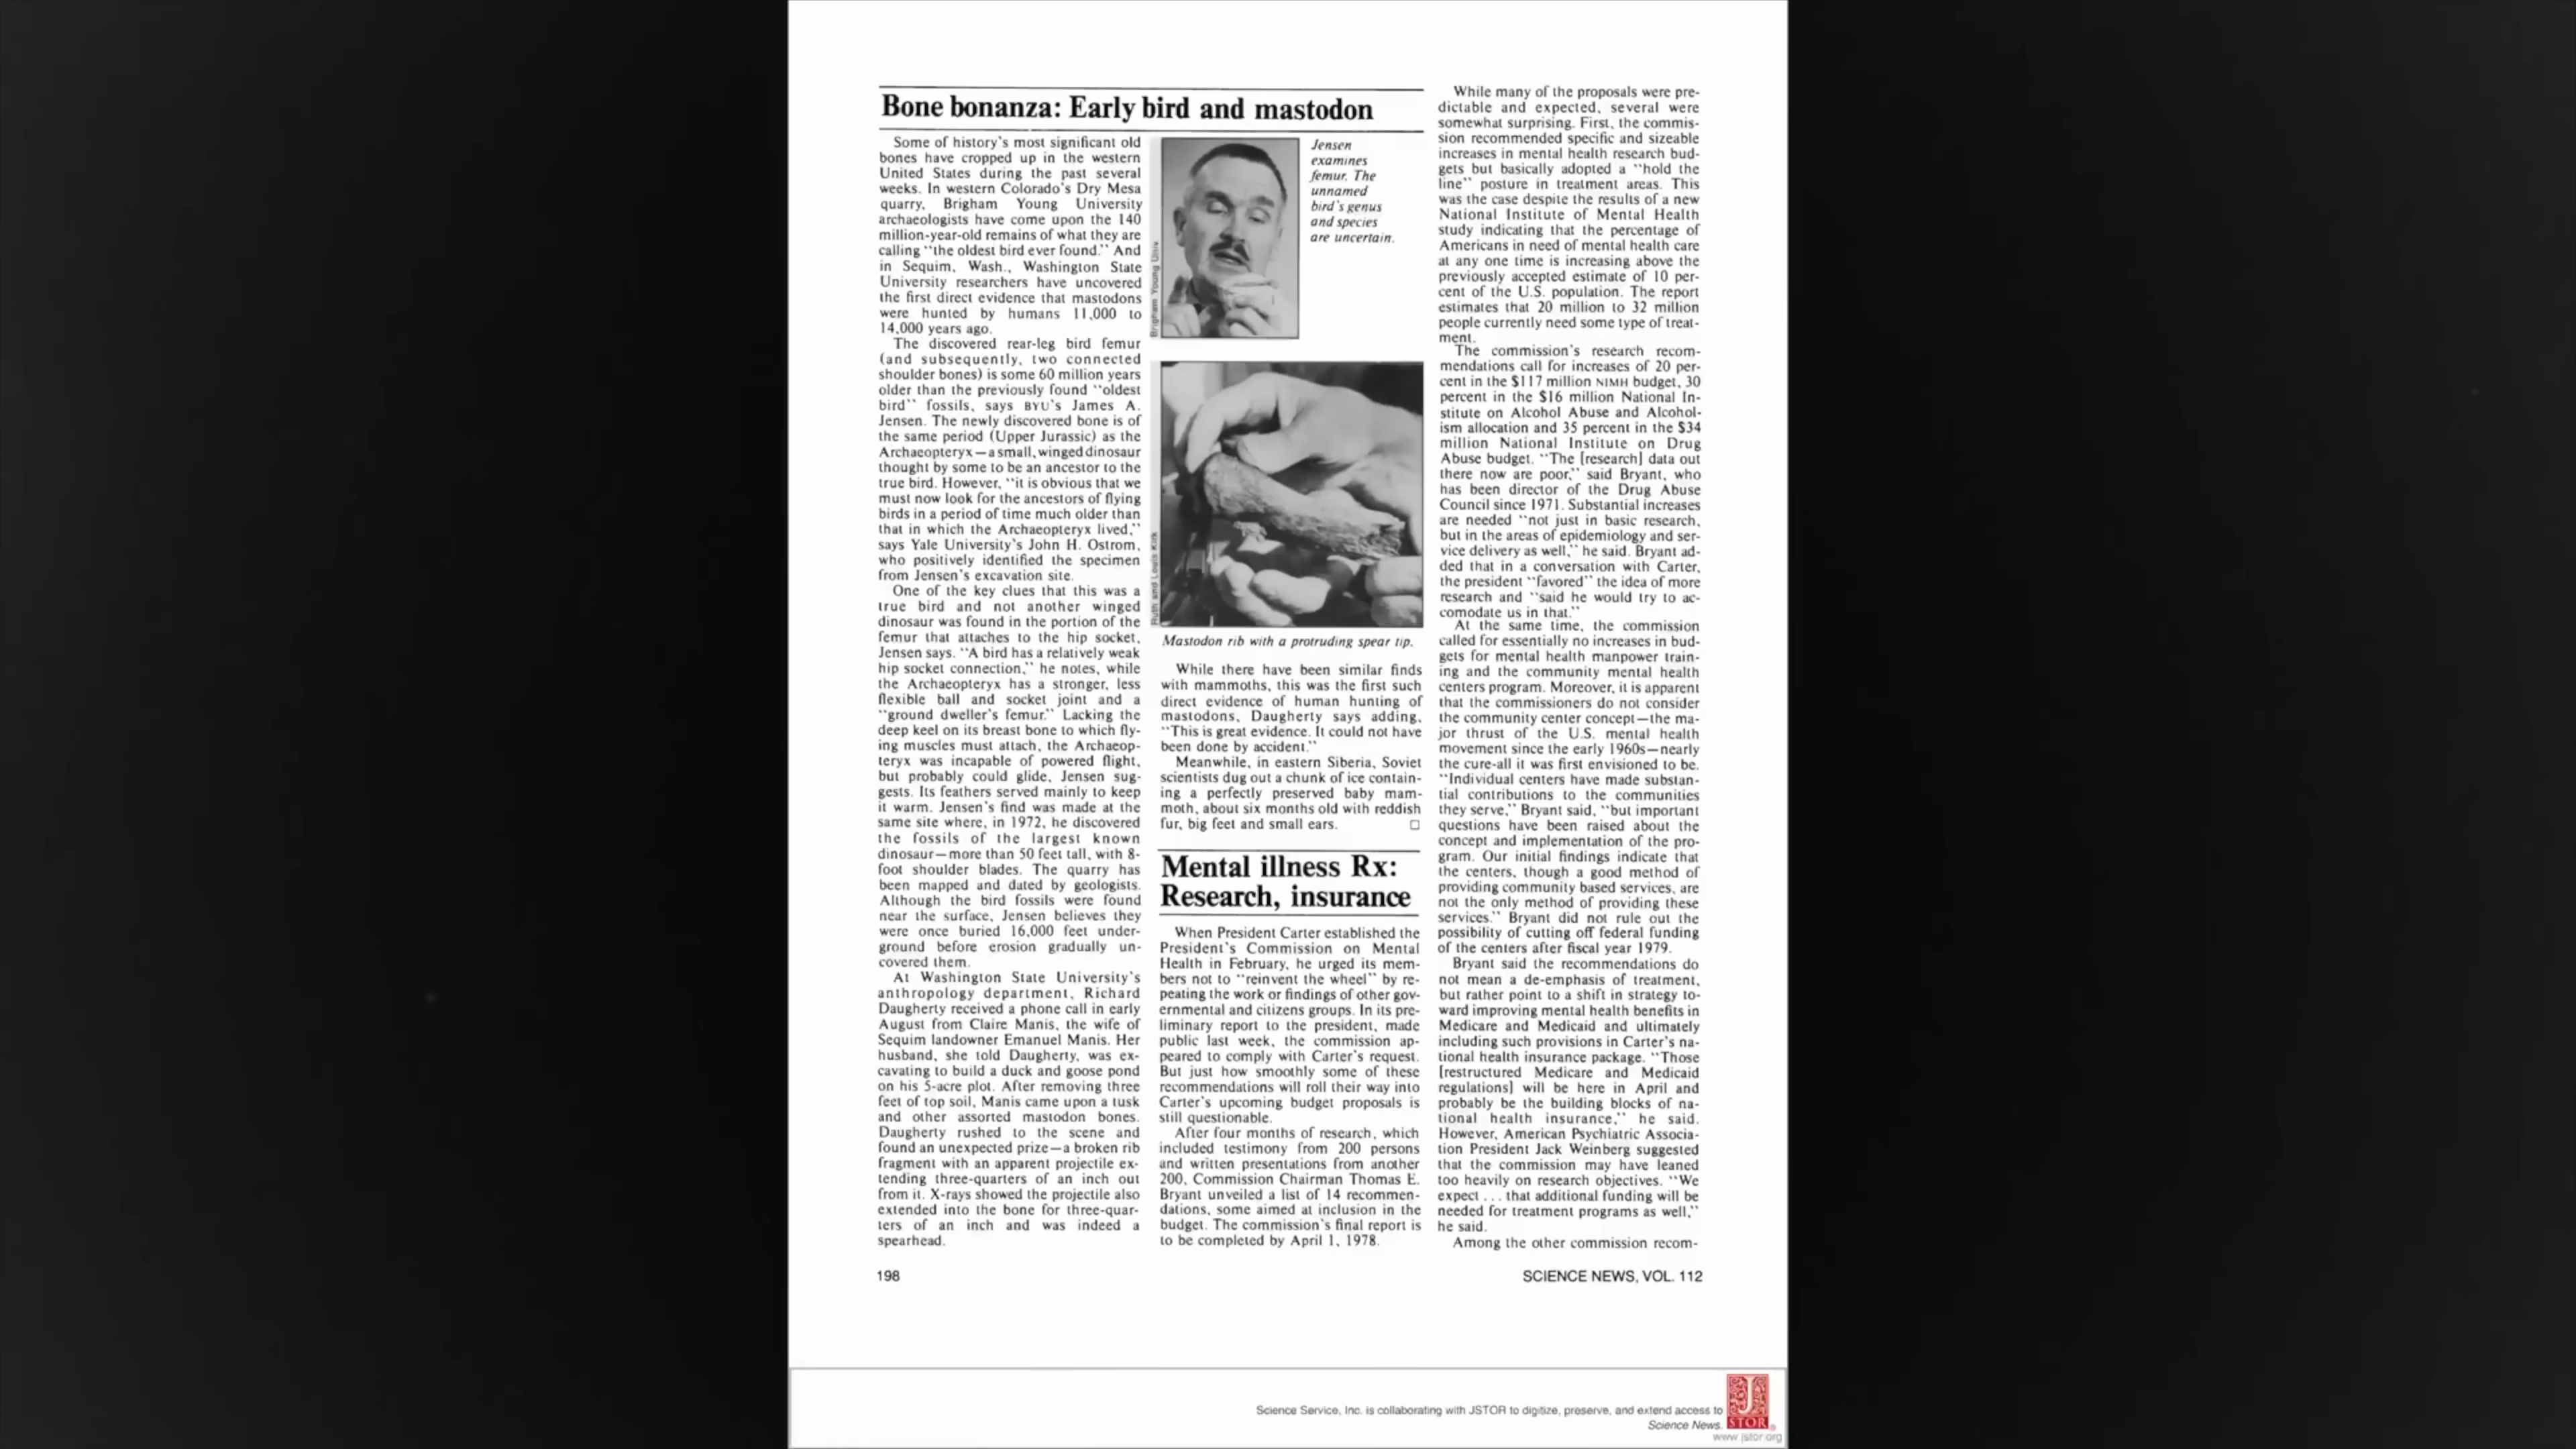 Bone bonanza: Early bird and mastodon
Some of history's most significant old
bones have cropped up in the western
United States during the past several
weeks. In western Colorado's Dry Mesa
quarry, Brigham Young University
archaeologists have come upon the 140
million-year-old remains of what they are
calling "the oldest bird ever found." And
in Sequim, Wash., Washington State
University researchers have uncovered
the first direct evidence that mastodons
were hunted by humans 11,000 to
14,000 years ago.
The discovered rear-leg bird femur
(and subsequently, two connected
shoulder bones) is some 60 million years
older than the previously found "oldest
bird" fossils, says BYU's James A.
Jensen. The newly discovered bone is of
the same period (Upper Jurassic) as the
Archaeopteryx—a small, winged dinosaur
thought by some to be an ancestor to the
true bird. However, "it is obvious that we
must now look for the ancestors of flying
birds in a period of time much older than
that in which the Archaeopteryx lived,"
says Yale University's John H. Ostrom,
who positively identified the specimen
from Jensen's excavation site.
One of the key clues that this was a
true bird and not another winged
dinosaur was found in the portion of the
femur that attaches to the hip socket,
Jensen says. "A bird has a relatively weak
hip socket connection," he notes, while
the Archaeopteryx has a stronger, less
flexible ball and socket joint and a
"ground dweller's femur." Lacking the
deep keel on its breast bone to which fly-
ing muscles must attach, the Archaeop-
teryx was incapable of powered flight,
but probably could glide, Jensen sug-
gests. Its feathers served mainly to keep
it warm. Jensen's find was made at the
same site where, in 1972, he discovered
the fossils of the largest known
dinosaur—more than 50 feet tall, with 8-
foot shoulder blades. The quarry has
been mapped and dated by geologists.
Although the bird fossils were found
near the surface, Jensen believes they
were once buried 16,000 feet under-
ground before erosion gradually un-
covered them.
At Washington State University's
anthropology department, Richard
Daugherty received a phone call in early
August from Claire Manis, the wife of
Sequim landowner Emanuel Manis. Her
husband, she told Daugherty, was ex-
cavating to build a duck and goose pond
on his 5-acre plot. After removing three
feet of top soil, Manis came upon a tusk
and other assorted mastodon bones.
Daugherty rushed to the scene and
found an unexpected prize—a broken rib
fragment with an apparent projectile ex-
tending three-quarters of an inch out
from it. X-rays showed the projectile also
extended into the bone for three-quar-
ters of an inch and was indeed a
spearhead.
Brigham Young Univ
Jensen
examines
femur. The
unnamed
bird's genus
and species
are uncertain.
Ruth and Louis Kirk
Mastodon rib with a protruding spear tip.
While there have been similar finds
with mammoths, this was the first such
direct evidence of human hunting of
mastodons, Daugherty says adding,
"This is great evidence. It could not have
been done by accident."
Meanwhile, in eastern Siberia, Soviet
scientists dug out a chunk of ice contain-
ing a perfectly preserved baby mam-
moth, about six months old with reddish
fur, big feet and small ears. □
Mental illness Rx:
Research, insurance
When President Carter established the
President's Commission on Mental
Health in February, he urged its mem-
bers not to "reinvent the wheel" by re-
peating the work or findings of other gov-
ernmental and citizens groups. In its pre-
liminary report to the president, made
public last week, the commission ap-
peared to comply with Carter's request.
But just how smoothly some of these
recommendations will roll their way into
Carter's upcoming budget proposals is
still questionable.
After four months of research, which
included testimony from 200 persons
and written presentations from another
200, Commission Chairman Thomas E.
Bryant unveiled a list of 14 recommen-
dations, some aimed at inclusion in the
budget. The commission's final report is
to be completed by April 1, 1978.
While many of the proposals were pre-
dictable and expected, several were
somewhat surprising. First, the commis-
sion recommended specific and sizeable
increases in mental health research bud-
gets but basically adopted a "hold the
line" posture in treatment areas. This
was the case despite the results of a new
National Institute of Mental Health
study indicating that the percentage of
Americans in need of mental health care
at any one time is increasing above the
previously accepted estimate of 10 per-
cent of the U.S. population. The report
estimates that 20 million to 32 million
people currently need some type of treat-
ment.
The commission's research recom-
mendations call for increases of 20 per-
cent in the $117 million NIMH budget, 30
percent in the $16 million National In-
stitute on Alcohol Abuse and Alcohol-
ism allocation and 35 percent in the $34
million National Institute on Drug
Abuse budget. "The [research] data out
there now are poor," said Bryant, who
has been director of the Drug Abuse
Council since 1971. Substantial increases
are needed "not just in basic research,
but in the areas of epidemiology and ser-
vice delivery as well," he said. Bryant ad-
ded that in a conversation with Carter,
the president "favored" the idea of more
research and "said he would try to ac-
comodate us in that."
At the same time, the commission
called for essentially no increases in bud-
gets for mental health manpower train-
ing and the community mental health
centers program. Moreover, it is apparent
that the commissioners do not consider
the community center concept—the ma-
jor thrust of the U.S. mental health
movement since the early 1960s—nearly
the cure-all it was first envisioned to be.
"Individual centers have made substan-
tial contributions to the communities
they serve," Bryant said, "but important
questions have been raised about the
concept and implementation of the pro-
gram. Our initial findings indicate that
the centers, though a good method of
providing community based services, are
not the only method of providing these
services." Bryant did not rule out the
possibility of cutting off federal funding
of the centers after fiscal year 1979.
Bryant said the recommendations do
not mean a de-emphasis of treatment,
but rather point to a shift in strategy to-
ward improving mental health benefits in
Medicare and Medicaid and ultimately
including such provisions in Carter's na-
tional health insurance package. "Those
[restructured Medicare and Medicaid
regulations] will be here in April and
probably be the building blocks of na-
tional health insurance," he said.
However, American Psychiatric Associa-
tion President Jack Weinberg suggested
that the commission may have leaned
too heavily on research objectives. "We
expect . . . that additional funding will be
needed for treatment programs as well,"
he said.
Among the other commission recom-
198
SCIENCE NEWS, VOL. 112
Science Service, Inc. is collaborating with JSTOR to digitize, preserve, and extend access to
Science News.
JSTOR
www.jstor.org